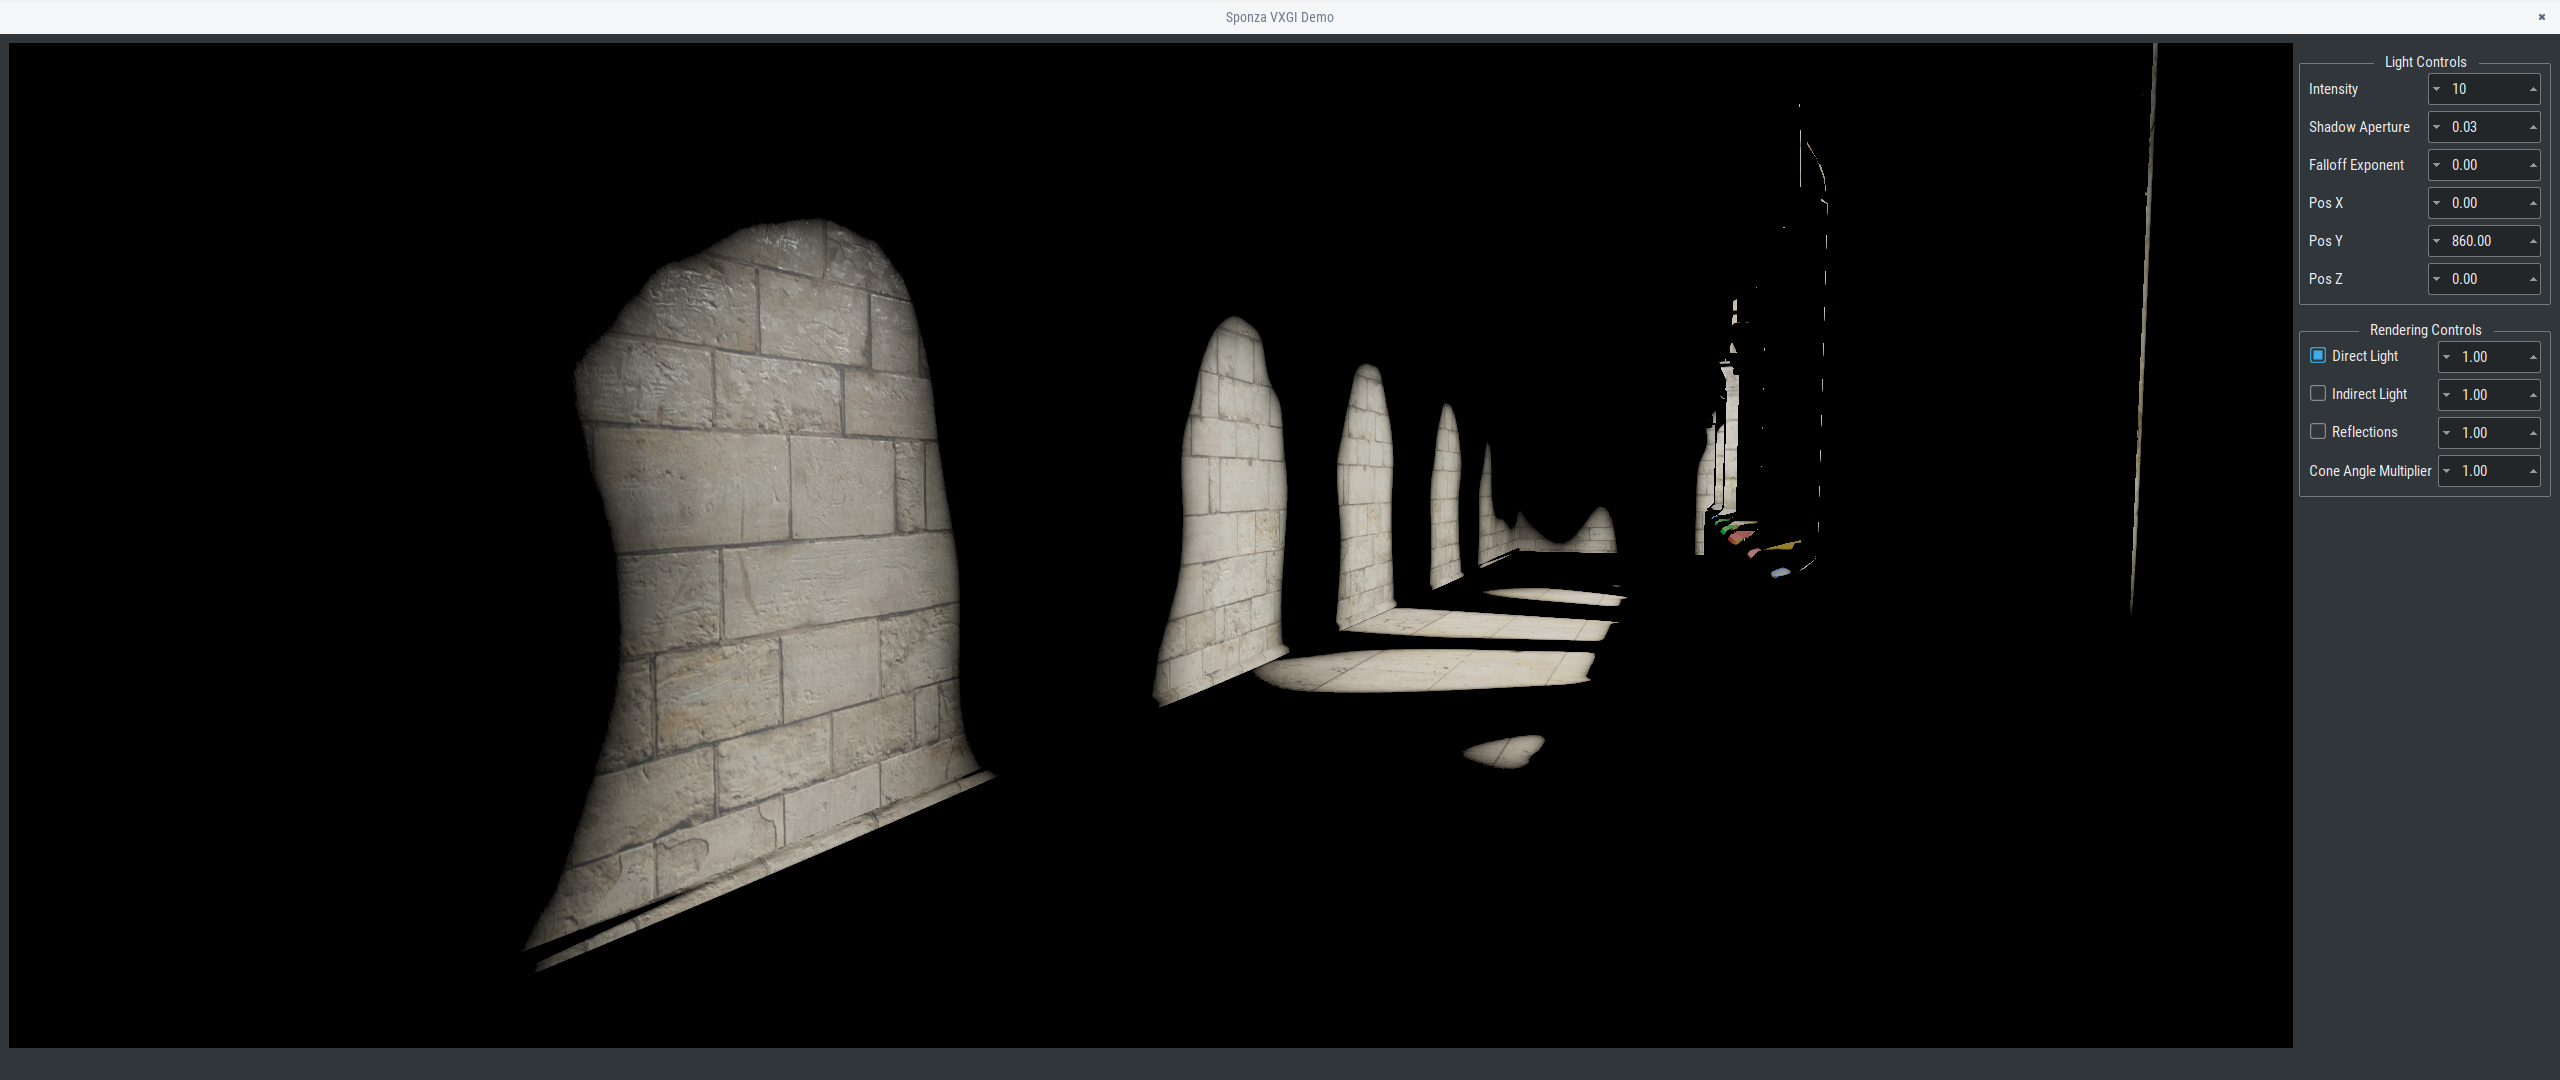 Sponza VXGI Demo
Light Controls
Intensity 10
Shadow Aperture 0.03
Falloff Exponent 0.00
Pos X 0.00
Pos Y 860.00
Pos Z 0.00
Rendering Controls
Direct Light 1.00
Indirect Light 1.00
Reflections 1.00
Cone Angle Multiplier 1.00